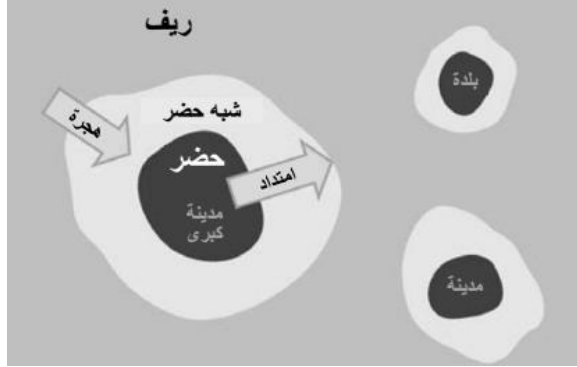 ريف
بلدة
شبه حضر
هجرة
حضر
امتداد
مدينة
كبرى
مدينة